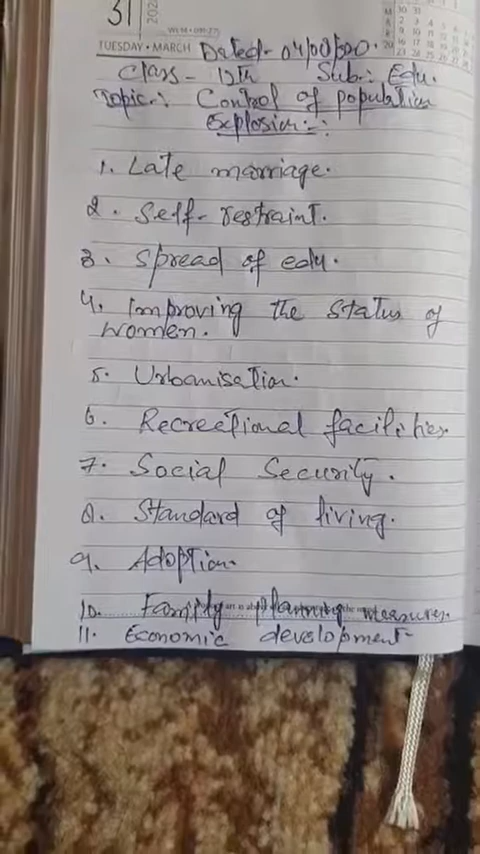 31
TUESDAY • MARCH Dated- 04/08/020.
Class - 12th Sub: Edu.
Topic: Control of population
Explosion:-
1. Late marriage.
2. Self-restraint.
3. Spread of edu.
4. Improving the status of
women.
5. Urbanisation.
6. Recreational facilities.
7. Social Security.
8. Standard of living.
9. Adoption.
10. Family planning measures.
11. Economic development